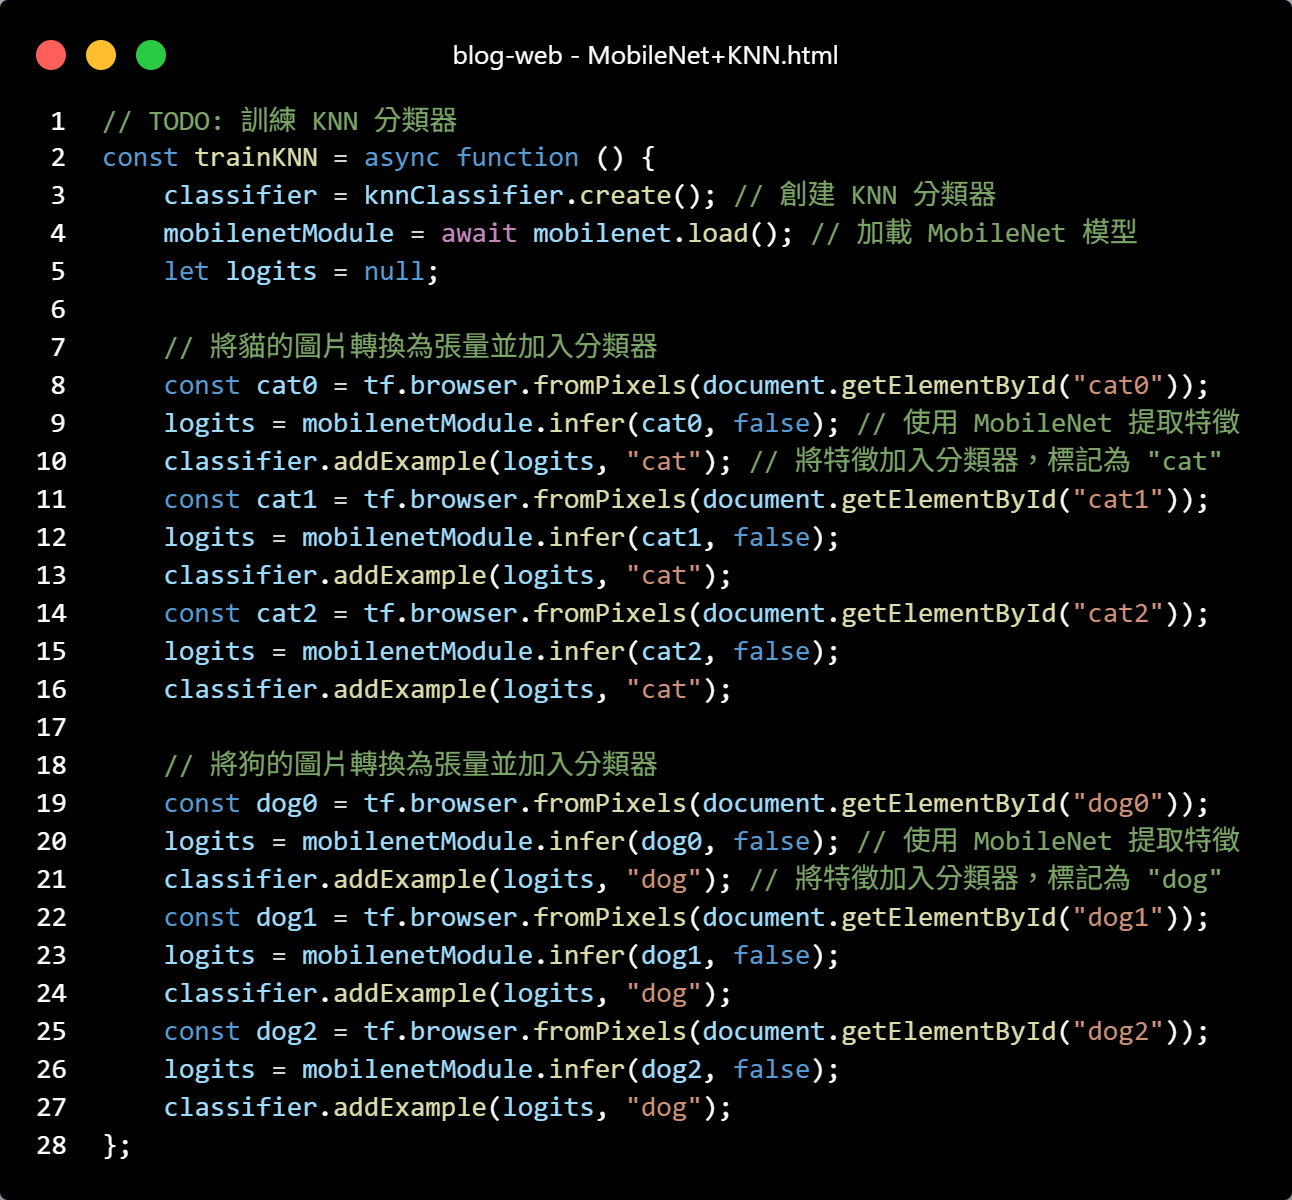 blog-web - MobileNet+KNN.html
1 // TODO: 訓練 KNN 分類器
2 const trainKNN = async function () {
3     classifier = knnClassifier.create(); // 創建 KNN 分類器
4     mobilenetModule = await mobilenet.load(); // 加載 MobileNet 模型
5     let logits = null;
6
7     // 將貓的圖片轉換為張量並加入分類器
8     const cat0 = tf.browser.fromPixels(document.getElementById("cat0"));
9     logits = mobilenetModule.infer(cat0, false); // 使用 MobileNet 提取特徵
10     classifier.addExample(logits, "cat"); // 將特徵加入分類器，標記為 "cat"
11     const cat1 = tf.browser.fromPixels(document.getElementById("cat1"));
12     logits = mobilenetModule.infer(cat1, false);
13     classifier.addExample(logits, "cat");
14     const cat2 = tf.browser.fromPixels(document.getElementById("cat2"));
15     logits = mobilenetModule.infer(cat2, false);
16     classifier.addExample(logits, "cat");
17
18     // 將狗的圖片轉換為張量並加入分類器
19     const dog0 = tf.browser.fromPixels(document.getElementById("dog0"));
20     logits = mobilenetModule.infer(dog0, false); // 使用 MobileNet 提取特徵
21     classifier.addExample(logits, "dog"); // 將特徵加入分類器，標記為 "dog"
22     const dog1 = tf.browser.fromPixels(document.getElementById("dog1"));
23     logits = mobilenetModule.infer(dog1, false);
24     classifier.addExample(logits, "dog");
25     const dog2 = tf.browser.fromPixels(document.getElementById("dog2"));
26     logits = mobilenetModule.infer(dog2, false);
27     classifier.addExample(logits, "dog");
28 };